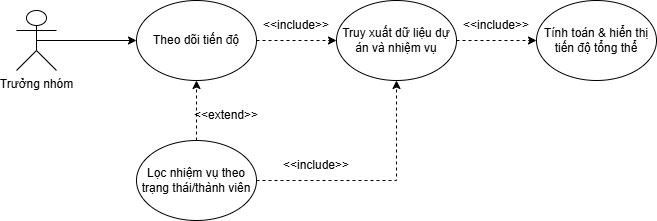 Theo dõi tiến độ
<<include>>
Truy xuất dữ liệu dự
án và nhiệm vụ
<<include>>
Tính toán & hiển thị
tiến độ tổng thể
Trưởng nhóm
<<extend>>
Lọc nhiệm vụ theo
trạng thái/thành viên
<<include>>